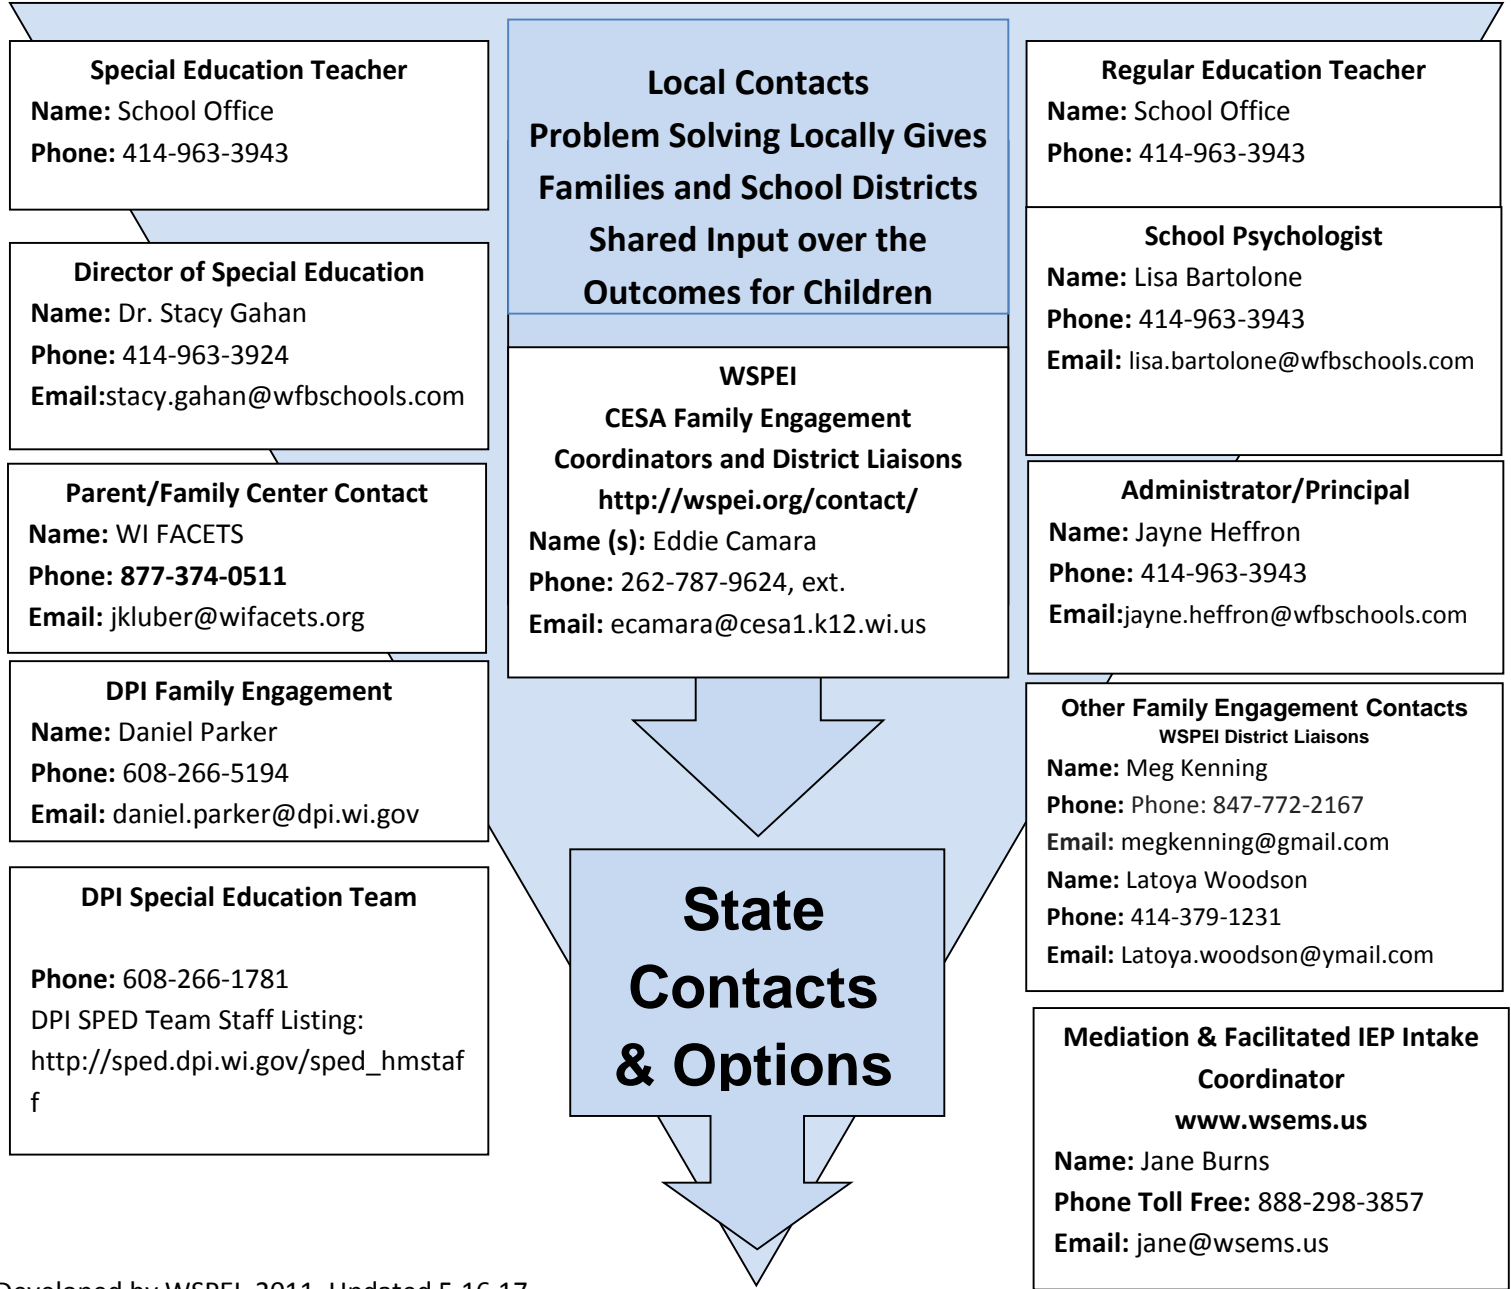 Special Education Teacher
Name: School Office
Phone: 414-963-3943
Director of Special Education
Name: Dr. Stacy Gahan
Phone: 414-963-3924
Email:stacy.gahan@wfbschools.com
Parent/Family Center Contact
Name: WI FACETS
Phone: 877-374-0511
Email: jkluber@wifacets.org
DPI Family Engagement
Name: Daniel Parker
Phone: 608-266-5194
Email: daniel.parker@dpi.wi.gov
DPI Special Education Team
Phone: 608-266-1781
DPI SPED Team Staff Listing:
http://sped.dpi.wi.gov/sped_hmstaf
f
Local Contacts
Problem Solving Locally Gives
Families and School Districts
Shared Input over the
Outcomes for Children
WSPEI
CESA Family Engagement
Coordinators and District Liaisons
http://wspei.org/contact/
Name (s): Eddie Camara
Phone: 262-787-9624, ext.
Email: ecamara@cesa1.k12.wi.us
State
Contacts
& Options
Regular Education Teacher
Name: School Office
Phone: 414-963-3943
School Psychologist
Name: Lisa Bartolone
Phone: 414-963-3943
Email: lisa.bartolone@wfbschools.com
Administrator/Principal
Name: Jayne Heffron
Phone: 414-963-3943
Email:jayne.heffron@wfbschools.com
Other Family Engagement Contacts
WSPEI District Liaisons
Name: Meg Kenning
Phone: Phone: 847-772-2167
Email: megkenning@gmail.com
Name: Latoya Woodson
Phone: 414-379-1231
Email: Latoya.woodson@ymail.com
Mediation & Facilitated IEP Intake
Coordinator
www.wsems.us
Name: Jane Burns
Phone Toll Free: 888-298-3857
Email: jane@wsems.us
Developed by WSPEI, 2011, Updated 5-16-17